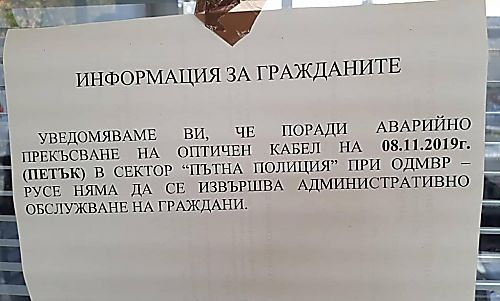 ИНФОРМАЦИЯ ЗА ГРАЖДАНИТЕ
УВЕДОМЯВАМЕ ВИ, ЧЕ ПОРАДИ АВАРИЙНО
ПРЕКЪСВАНЕ НА ОПТИЧЕН КАБЕЛ НА 08.11.2019г.
(ПЕТЪК) В СЕКТОР “ПЪТНА ПОЛИЦИЯ” ПРИ ОДМВР –
РУСЕ НЯМА ДА СЕ ИЗВЪРШВА АДМИНИСТРАТИВНО
ОБСЛУЖВАНЕ НА ГРАЖДАНИ.